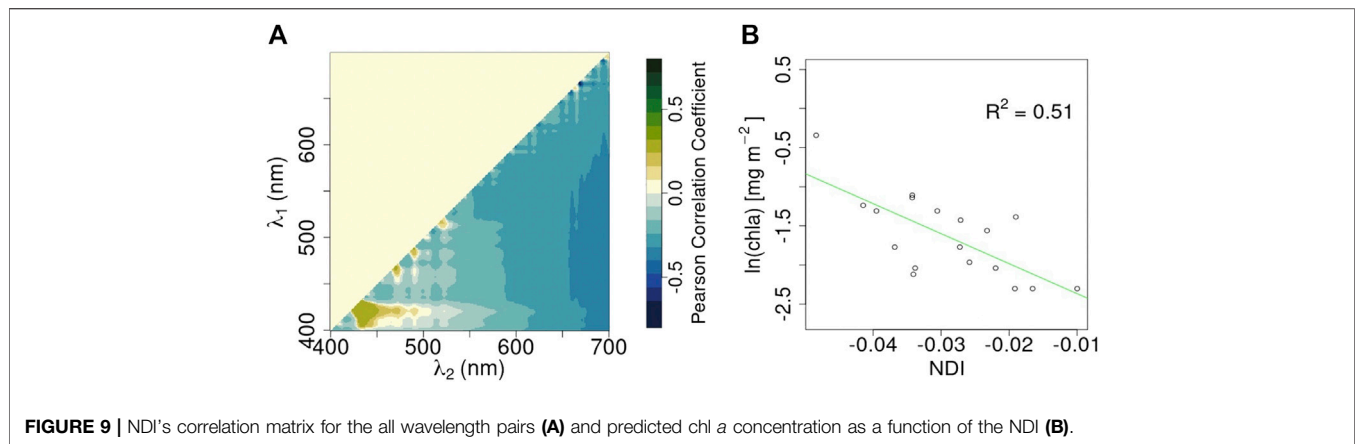 A
B
600
500
400
λ1 (nm)
400 500 600 700
λ2 (nm)
0.5
0.0
-0.5
Pearson Correlation Coefficient
0.5
-0.5
-1.5
-2.5
ln(chla) [mg m−2 ]
R2 = 0.51
-0.04 -0.03 -0.02 -0.01
NDI
FIGURE 9 | NDI's correlation matrix for the all wavelength pairs (A) and predicted chl a concentration as a function of the NDI (B).